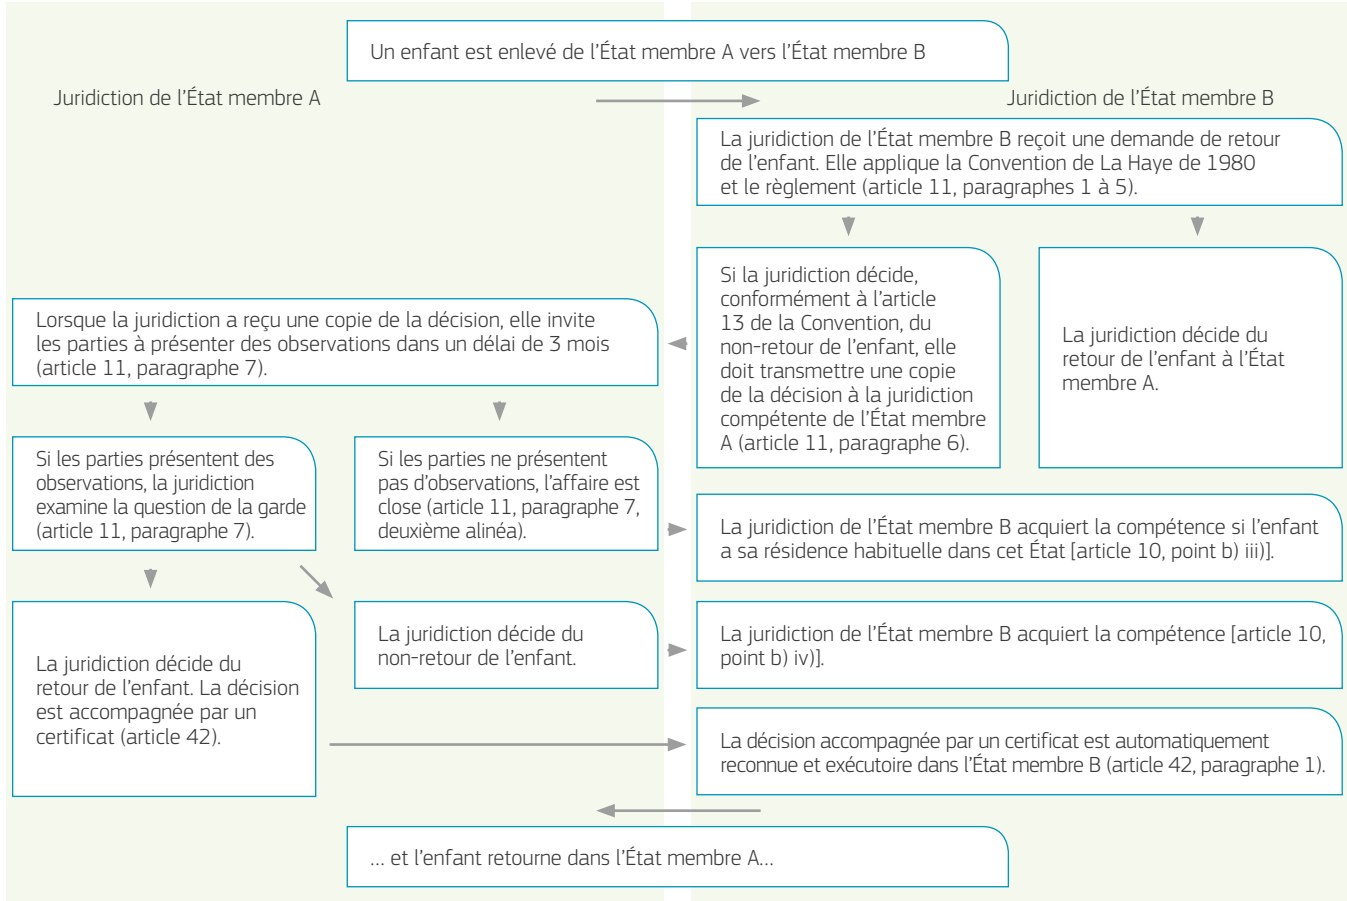 Un enfant est enlevé de l'État membre A vers l'État membre B
Juridiction de l'État membre A
Juridiction de l'État membre B
La juridiction de l'État membre B reçoit une demande de retour
de l'enfant. Elle applique la Convention de La Haye de 1980
et le règlement (article 11, paragraphes 1 à 5).
Si la juridiction décide,
conformément à l'article
13 de la Convention, du
non-retour de l'enfant, elle
doit transmettre une copie
de la décision à la juridiction
compétente de l'État membre
A (article 11, paragraphe 6).
La juridiction décide du
retour de l'enfant à l'État
membre A.
Lorsque la juridiction a reçu une copie de la décision, elle invite
les parties à présenter des observations dans un délai de 3 mois
(article 11, paragraphe 7).
Si les parties présentent des
observations, la juridiction
examine la question de la garde
(article 11, paragraphe 7).
Si les parties ne présentent
pas d'observations, l'affaire est
close (article 11, paragraphe 7,
deuxième alinéa).
La juridiction de l'État membre B acquiert la compétence si l'enfant
a sa résidence habituelle dans cet État [article 10, point b) iii)].
La juridiction décide du
retour de l'enfant. La décision
est accompagnée par un
certificat (article 42).
La juridiction décide du
non-retour de l'enfant.
La juridiction de l'État membre B acquiert la compétence [article 10,
point b) iv)].
La décision accompagnée par un certificat est automatiquement
reconnue et exécutoire dans l'État membre B (article 42, paragraphe 1).
... et l'enfant retourne dans l'État membre A...